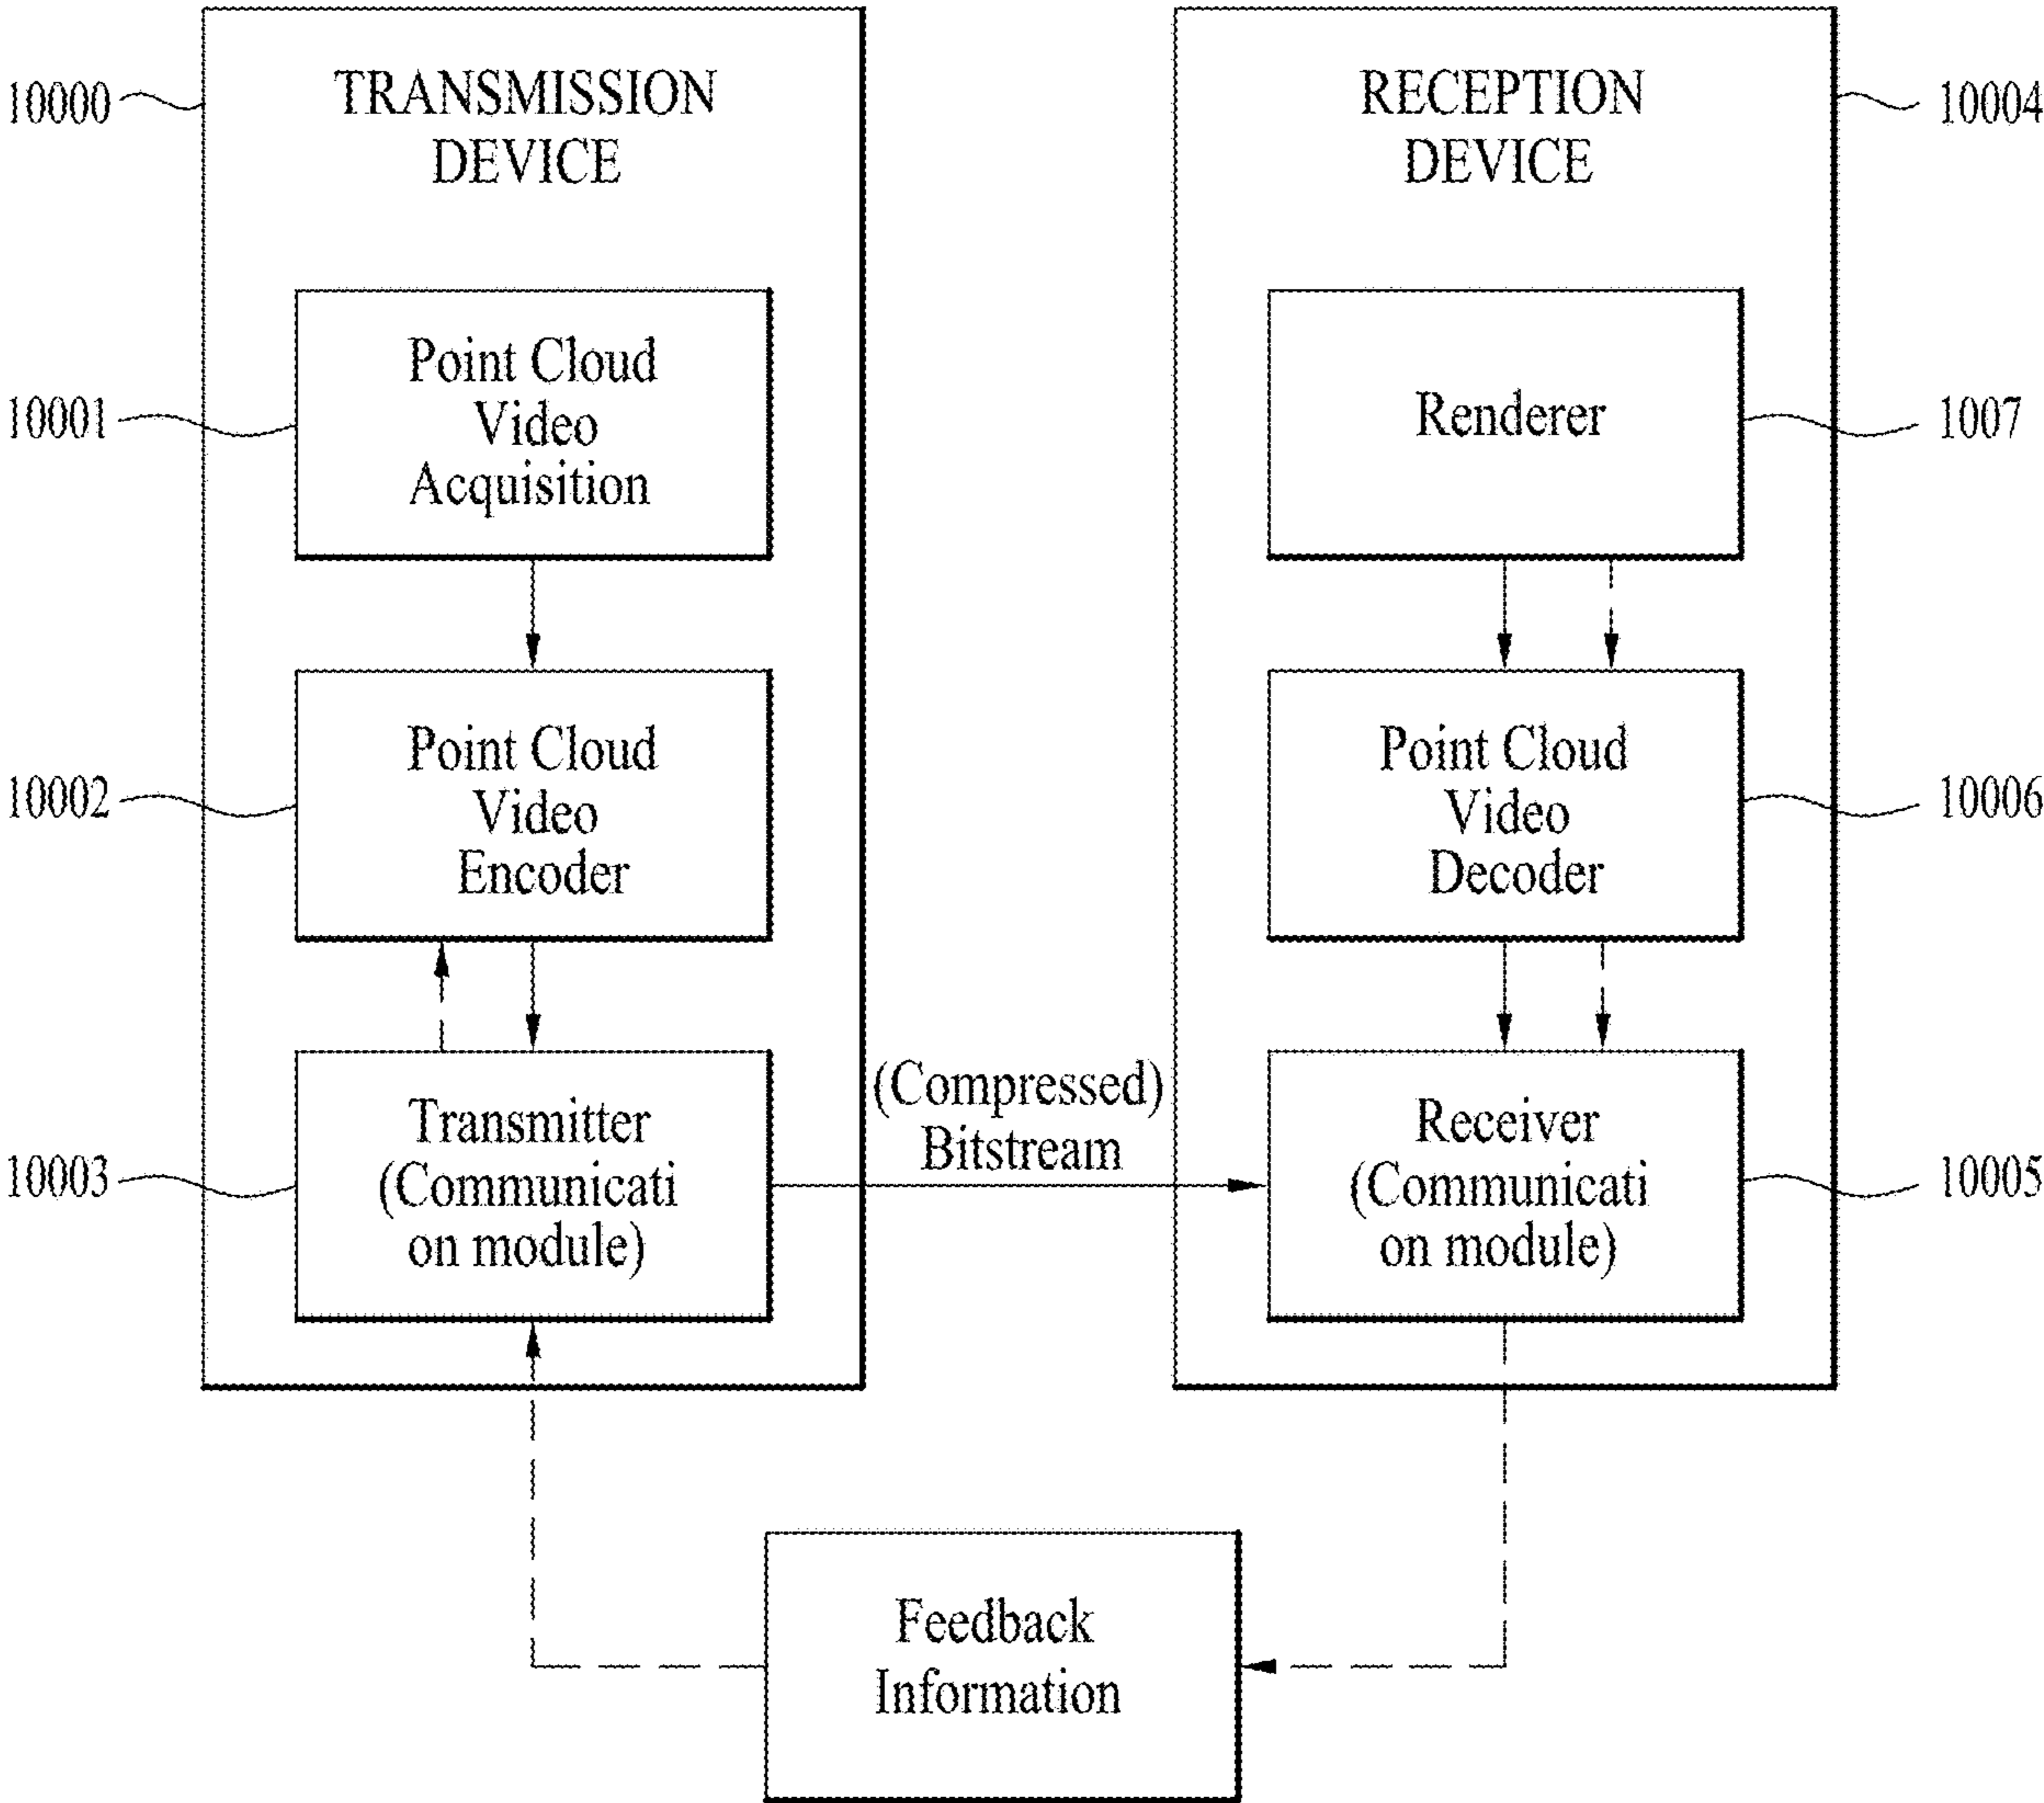 10000
TRANSMISSION
DEVICE
10001
Point Cloud
Video
Acquisition
10002
Point Cloud
Video
Encoder
10003
Transmitter
(Communicati
on module)
(Compressed)
Bitstream
RECEPTION
DEVICE
10004
Renderer
1007
Point Cloud
Video
Decoder
10006
Receiver
(Communicati
on module)
10005
Feedback
Information